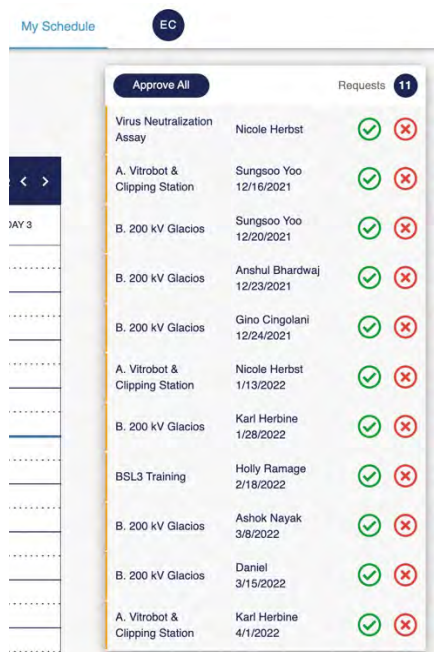 My Schedule
EC
Approve All
Requests 11
Virus Neutralization
Assay
Nicole Herbst
A. Vitrobot &
Clipping Station
Sungsoo Yoo
12/16/2021
B. 200 kV Glacios
Sungsoo Yoo
12/20/2021
B. 200 kV Glacios
Anshul Bhardwaj
12/23/2021
B. 200 kV Glacios
Gino Cingolani
12/24/2021
A. Vitrobot &
Clipping Station
Nicole Herbst
1/13/2022
B. 200 kV Glacios
Karl Herbine
1/28/2022
BSL3 Training
Holly Ramage
2/18/2022
B. 200 kV Glacios
Ashok Nayak
3/8/2022
B. 200 kV Glacios
Daniel
3/15/2022
A. Vitrobot &
Clipping Station
Karl Herbine
4/1/2022